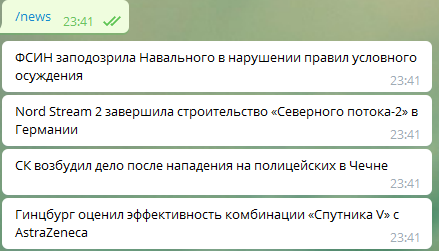 /news
23:41
ФСИН заподозрила Навального в нарушении правил условного
осуждения
23:41
Nord Stream 2 завершила строительство «Северного потока-2» в
Германии
23:41
СК возбудил дело после нападения на полицейских в Чечне
23:41
Гинцбург оценил эффективность комбинации «Спутника V» с
AstraZeneca
23:41